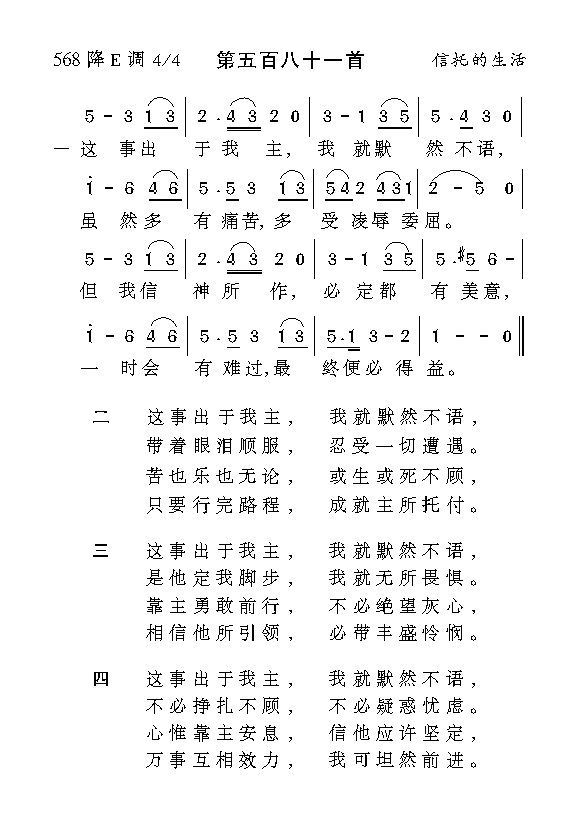 568 降E调 4/4 第五百八十一首 信托的生活
5 - 3 1 3 | 2 . 4 3 2 0 | 3 - 1 3 5 | 5 . 4 3 0 |
一 这 事出 于我 主, 我 就默 然 不语,
1 - 6 4 6 | 5 . 5 3 1 3 | 5 4 2 4 3 1 | 2 - 5 0 |
虽 然多 有痛苦,多 受 凌辱 委屈。
5 - 3 1 3 | 2 . 4 3 2 0 | 3 - 1 3 5 | 5 . #5 6 - |
但 我信 神所 作, 必 定都 有 美意,
1 - 6 4 6 | 5 . 5 3 1 3 | 5 . 1 3 - 2 | 1 - - 0 ||
一 时会 有难过,最 终便必 得 益。
二 这事出于我主, 我就默然不语,
带着眼泪顺服, 忍受一切遭遇。
苦也乐也无论, 或生或死不顾,
只要行完路程, 成就主所托付。
三 这事出于我主, 我就默然不语,
是他定我脚步, 我就无所畏惧。
靠主勇敢前行, 不必绝望灰心,
相信他所引领, 必带丰盛怜悯。
四 这事出于我主, 我就默然不语,
不必挣扎不顾, 不必疑惑忧虑。
心惟靠主安息, 信他应许坚定,
万事互相效力, 我可坦然前进。